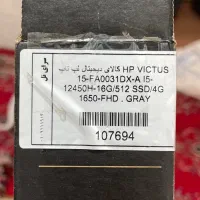 کالای دیجیتال لپ تاپ HP VICTUS
15-FA0031DX-A I5-
12450H-16G/512 SSD/4G
1650-FHD . GRAY
107694